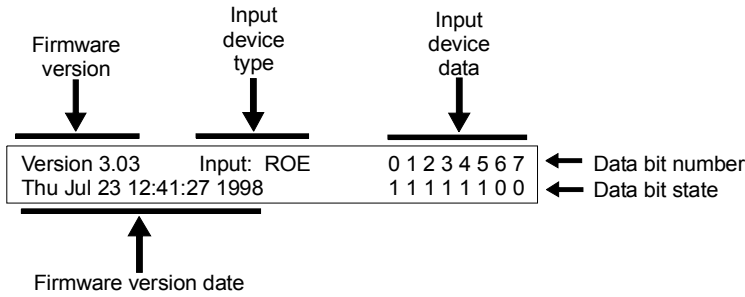 Firmware
version
Input
device
type
Input
device
data
Version 3.03 Input: ROE 0 1 2 3 4 5 6 7
Thu Jul 23 12:41:27 1998 1 1 1 1 1 1 0 0
Data bit number
Data bit state
Firmware version date